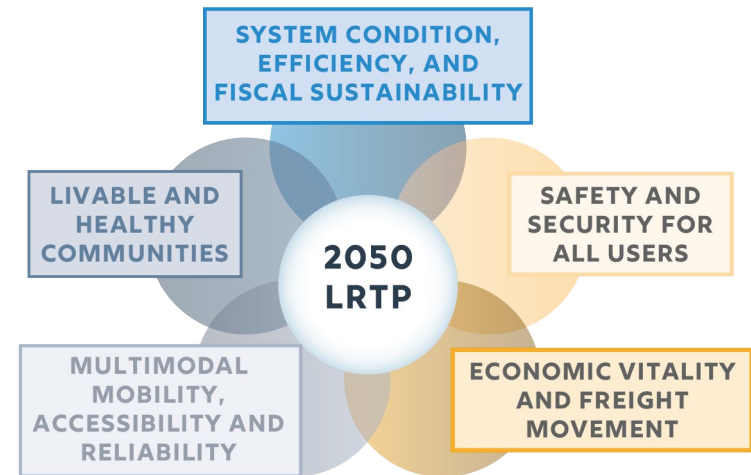 SYSTEM CONDITION,
EFFICIENCY, AND
FISCAL SUSTAINABILITY
LIVABLE AND
HEALTHY
COMMUNITIES
SAFETY AND
SECURITY FOR
ALL USERS
2050
LRTP
MULTIMODAL
MOBILITY,
ACCESSIBILITY AND
RELIABILITY
ECONOMIC VITALITY
AND FREIGHT
MOVEMENT